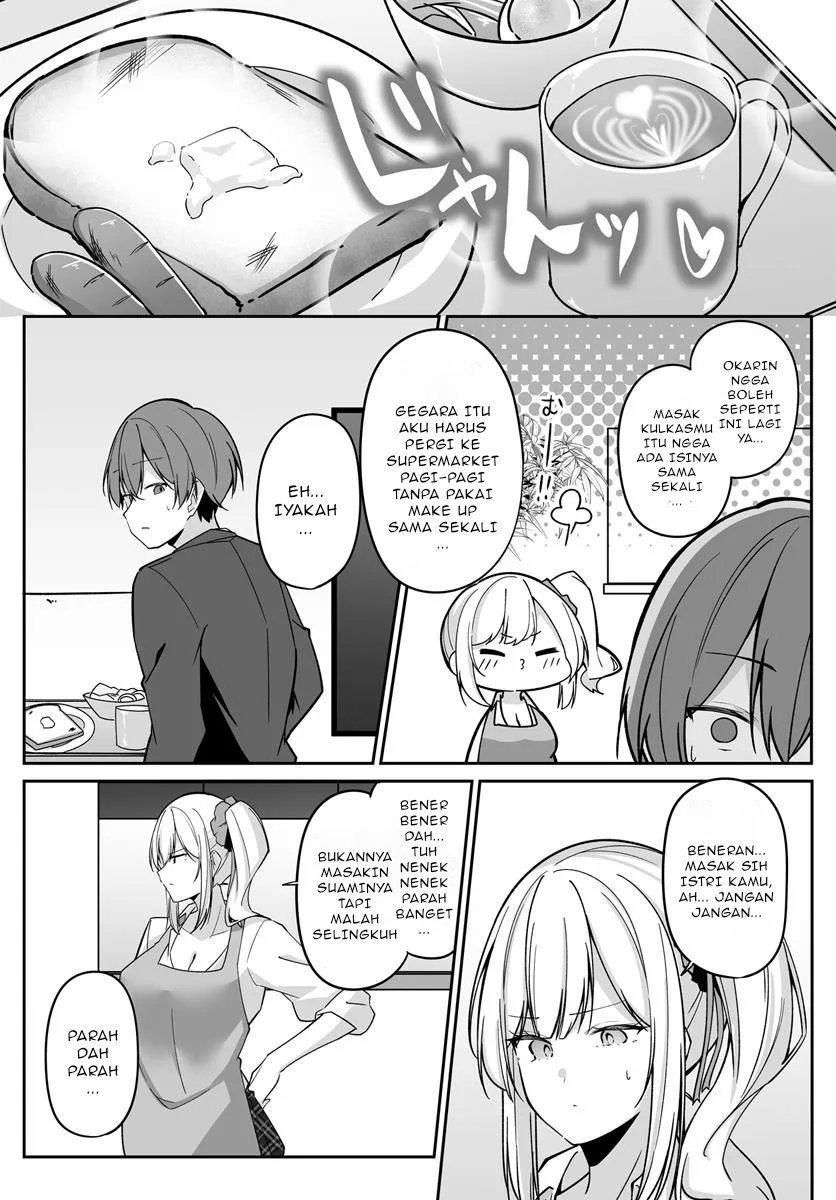 じゃんッ♡
OKARIN
NGGA
BOLEH
SEPERTI
INI LAGI
YA...
MASAK
KULKASMU
ITU NGGA
ADA ISINYA
SAMA
SEKALI
...
む
!!
GEGARA ITU
AKU HARUS
PERGI KE
SUPERMARKET
PAGI-PAGI
TANPA PAKAI
MAKE UP
SAMA SEKALI
...
EH...
IYAKAH
...
BENERAN...
MASAK SIH
ISTRI KAMU,
AH... JANGAN
JANGAN...
BENER
BENER
DAH...
TUH
NENEK
NENEK
PARAH
BANGET
...
BUKANNYA
MASAKIN
SUAMINYA
TAPI
MALAH
SELINGKUH
PARAH
DAH
PARAH
...